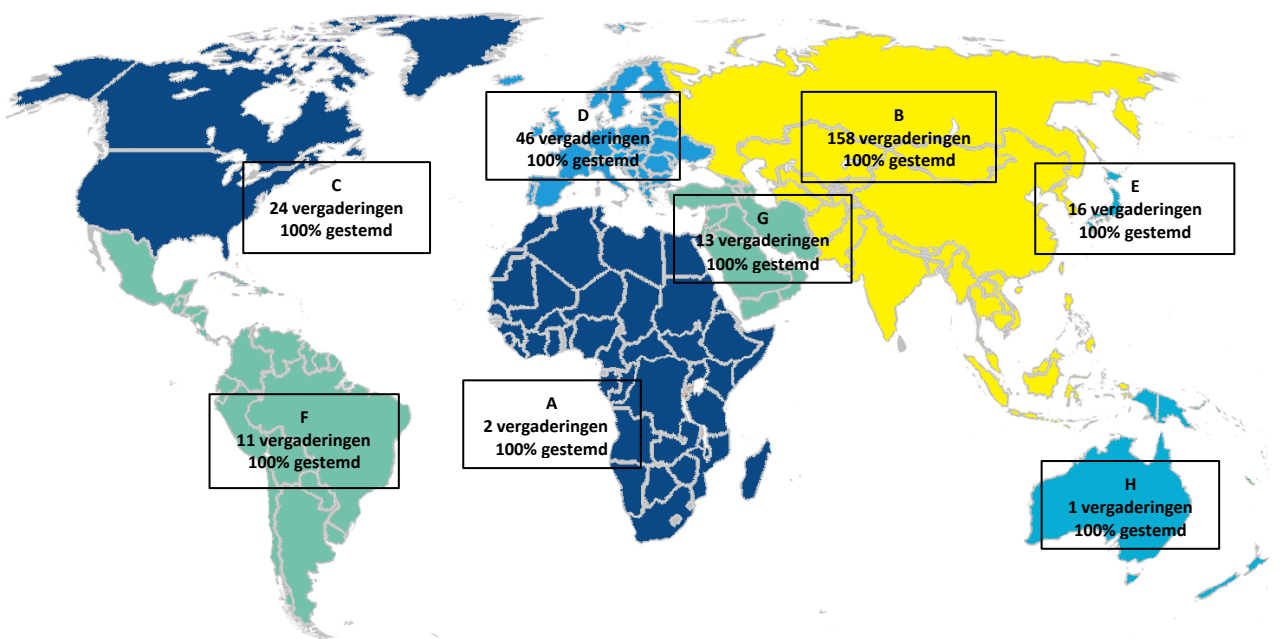 D
46 vergaderingen
100% gestemd
B
158 vergaderingen
100% gestemd
C
24 vergaderingen
100% gestemd
E
16 vergaderingen
100% gestemd
G
13 vergaderingen
100% gestemd
F
11 vergaderingen
100% gestemd
A
2 vergaderingen
100% gestemd
H
1 vergaderingen
100% gestemd